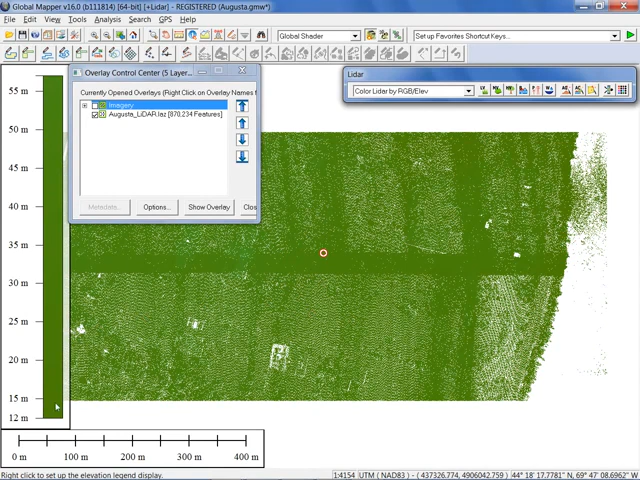 Global Mapper v16.0 (b111814) [64-bit] [+Lidar] - REGISTERED (Augusta.gmw*)
File Edit View Tools Analysis Search GPS Help
Global Shader
Set up Favorites Shortcut Keys...
Overlay Control Center (5 Layer...
Currently Opened Overlays (Right Click on Overlay Names f
Imagery
Augusta_LiDAR.laz [870,234 Features]
Metadata...
Options...
Show Overlay
Clos
Lidar
Color Lidar by RGB/Elev
55 m
50 m
45 m
40 m
35 m
30 m
25 m
20 m
15 m
12 m
0 m 100 m 200 m 300 m 400 m
Right click to set up the elevation legend display.
1:4154 UTM ( NAD83) - ( 437326.774, 4906042.759) 44° 18' 17.7781" N, 69° 47' 08.6962" W